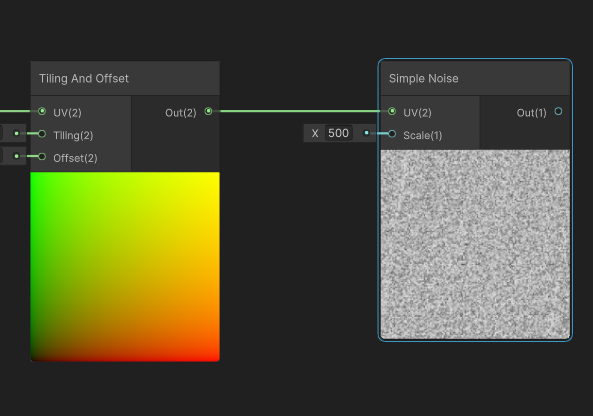 Tiling And Offset
UV(2)
Out(2)
Tiling(2)
Offset(2)
Simple Noise
UV(2)
Out(1)
X 500
Scale(1)